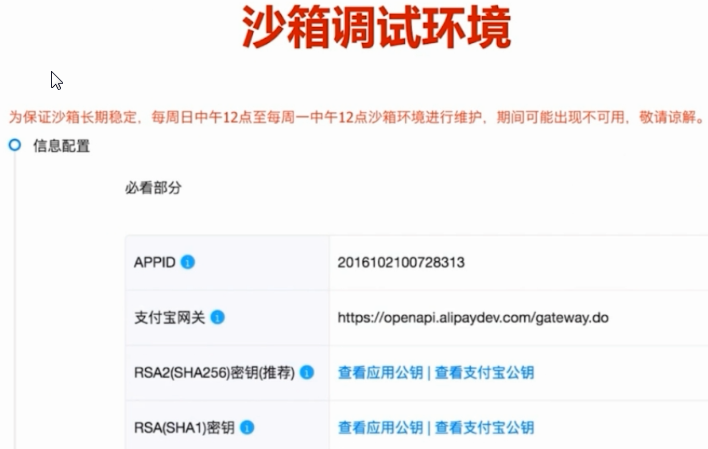 沙箱调试环境
为保证沙箱长期稳定，每周日中午12点至每周一中午12点沙箱环境进行维护，期间可能出现不可用，敬请谅解。
信息配置
必看部分
APPID
2016102100728313
支付宝网关
https://openapi.alipaydev.com/gateway.do
RSA2(SHA256)密钥(推荐)
查看应用公钥 | 查看支付宝公钥
RSA(SHA1)密钥
查看应用公钥 | 查看支付宝公钥